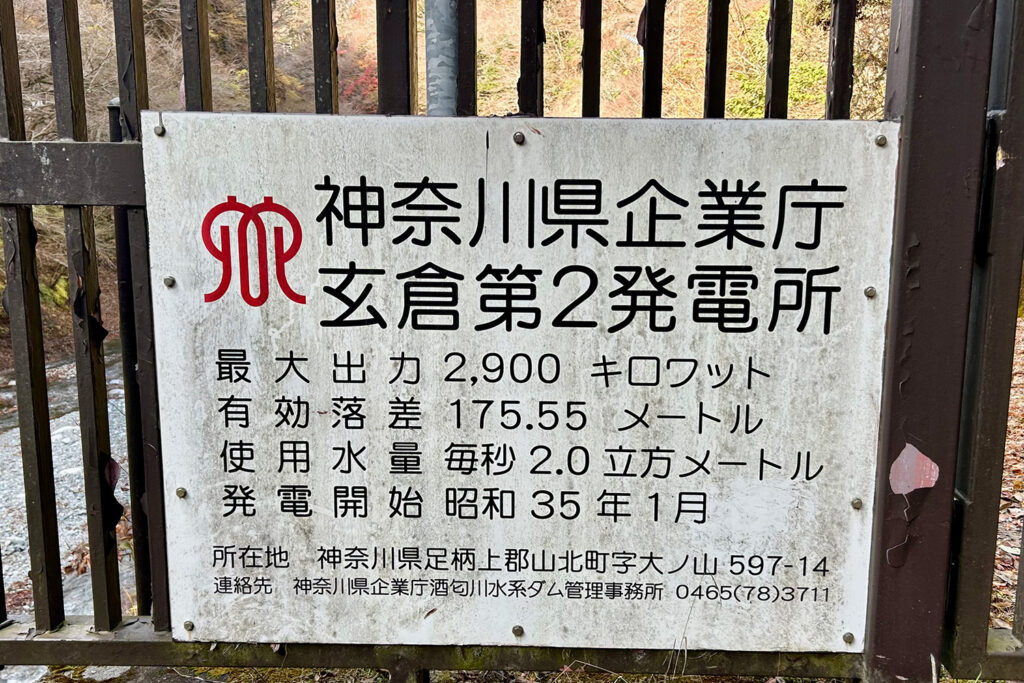 神奈川県企業庁
玄倉第2発電所
最大出力 2,900 キロワット
有効落差 175.55 メートル
使用水量 毎秒 2.0 立方メートル
発電開始 昭和 35 年 1 月
所在地 神奈川県足柄上郡山北町字大ノ山 597-14
連絡先 神奈川県企業庁酒匂川水系ダム管理事務所 0465(78)3711